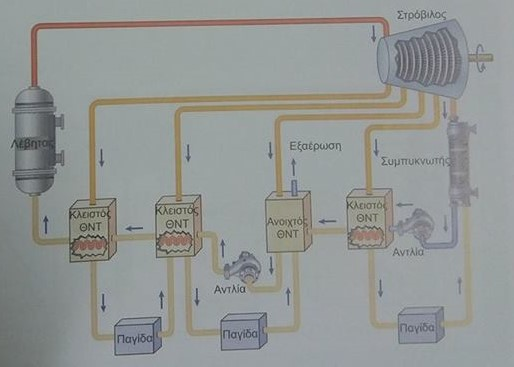 Στρόβιλος
Λέβητας
Εξαέρωση
Συμπυκνωτής
Κλειστός
ΘΝΤ
Κλειστός
ΘΝΤ
Ανοιχτός
ΘΝΤ
Κλειστός
ΘΝΤ
Αντλία
Αντλία
Παγίδα
Παγίδα
Παγίδα